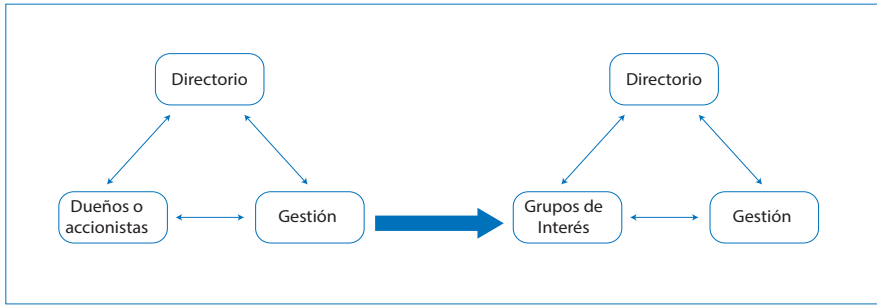 Directorio
Directorio
Dueños o
accionistas
Gestión
Grupos de
Interés
Gestión